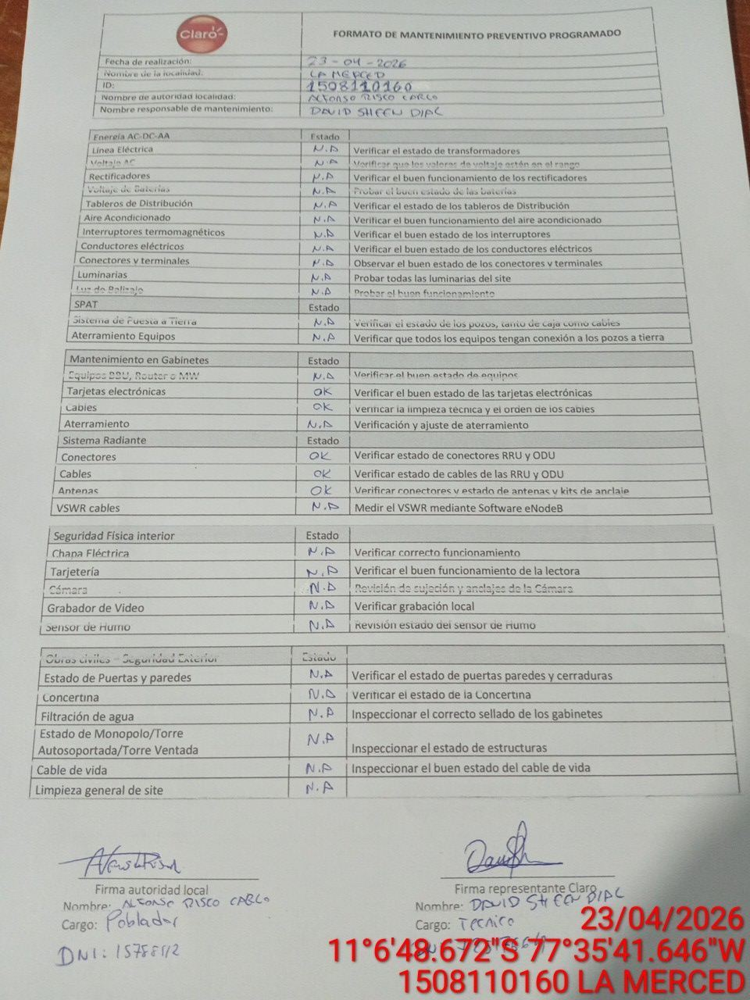 Claro
FORMATO DE MANTENIMIENTO PREVENTIVO PROGRAMADO
Fecha de realización: 23-04-2026
Nombre de la localidad: LA MERCED
ID: 1508110160
Nombre de autoridad localidad: ALFONSO RISCO CARLO
Nombre responsable de mantenimiento: DAVID SHEEN DIAL
Energía AC-DC-AA Estado
Línea Eléctrica N.A Verificar el estado de transformadores
Voltaje AC N.A Verificar que los valores de voltaje estén en el rango
Rectificadores N.A Verificar el buen funcionamiento de los rectificadores
Voltaje de Baterías N.A Probar el buen estado de las baterías
Tableros de Distribución N.A Verificar el estado de los tableros de Distribución
Aire Acondicionado N.A Verificar el buen funcionamiento del aire acondicionado
Interruptores termomagnéticos N.A Verificar el buen estado de los interruptores
Conductores eléctricos N.A Verificar el buen estado de los conductores eléctricos
Conectores y terminales N.A Observar el buen estado de los conectores y terminales
Luminarias N.A Probar todas las luminarias del site
Luz de Balizaje N.A Probar el buen funcionamiento
SPAT Estado
Sistema de Puesta a Tierra N.A Verificar el estado de los pozos, tanto de caja como cables
Aterramiento Equipos N.A Verificar que todos los equipos tengan conexión a los pozos a tierra
Mantenimiento en Gabinetes Estado
Equipos BBU, Router o MW N.A Verificar el buen estado de equipos
Tarjetas electrónicas OK Verificar el buen estado de las tarjetas electrónicas
Cables OK Verificar la limpieza técnica y el orden de los cables
Aterramiento N.A Verificación y ajuste de aterramiento
Sistema Radiante Estado
Conectores OK Verificar estado de conectores RRU y ODU
Cables OK Verificar estado de cables de las RRU y ODU
Antenas OK Verificar conectores y estado de antenas y kits de anclaje
VSWR cables N.A Medir el VSWR mediante Software eNodeB
Seguridad Física interior Estado
Chapa Eléctrica N.A Verificar correcto funcionamiento
Tarjetería N.A Verificar el buen funcionamiento de la lectora
Cámara N.A Revisión de sujeción y anclajes de la Cámara
Grabador de Video N.A Verificar grabación local
Sensor de Humo N.A Revisión estado del sensor de Humo
Obras civiles – Seguridad Exterior Estado
Estado de Puertas y paredes N.A Verificar el estado de puertas paredes y cerraduras
Concertina N.A Verificar el estado de la Concertina
Filtración de agua N.A Inspeccionar el correcto sellado de los gabinetes
Estado de Monopolo/Torre
Autosoportada/Torre Ventada N.A Inspeccionar el estado de estructuras
Cable de vida N.A Inspeccionar el buen estado del cable de vida
Limpieza general de site N.A
Firma autoridad local
Nombre: ALFONSO RISCO CARLO
Cargo: Poblador
DNI: 15788112
Firma representante Claro
Nombre: DAVID SHEEN DIAL
Cargo: Tecnico
23/04/2026
11°6'48.672"S 77°35'41.646"W
1508110160 LA MERCED